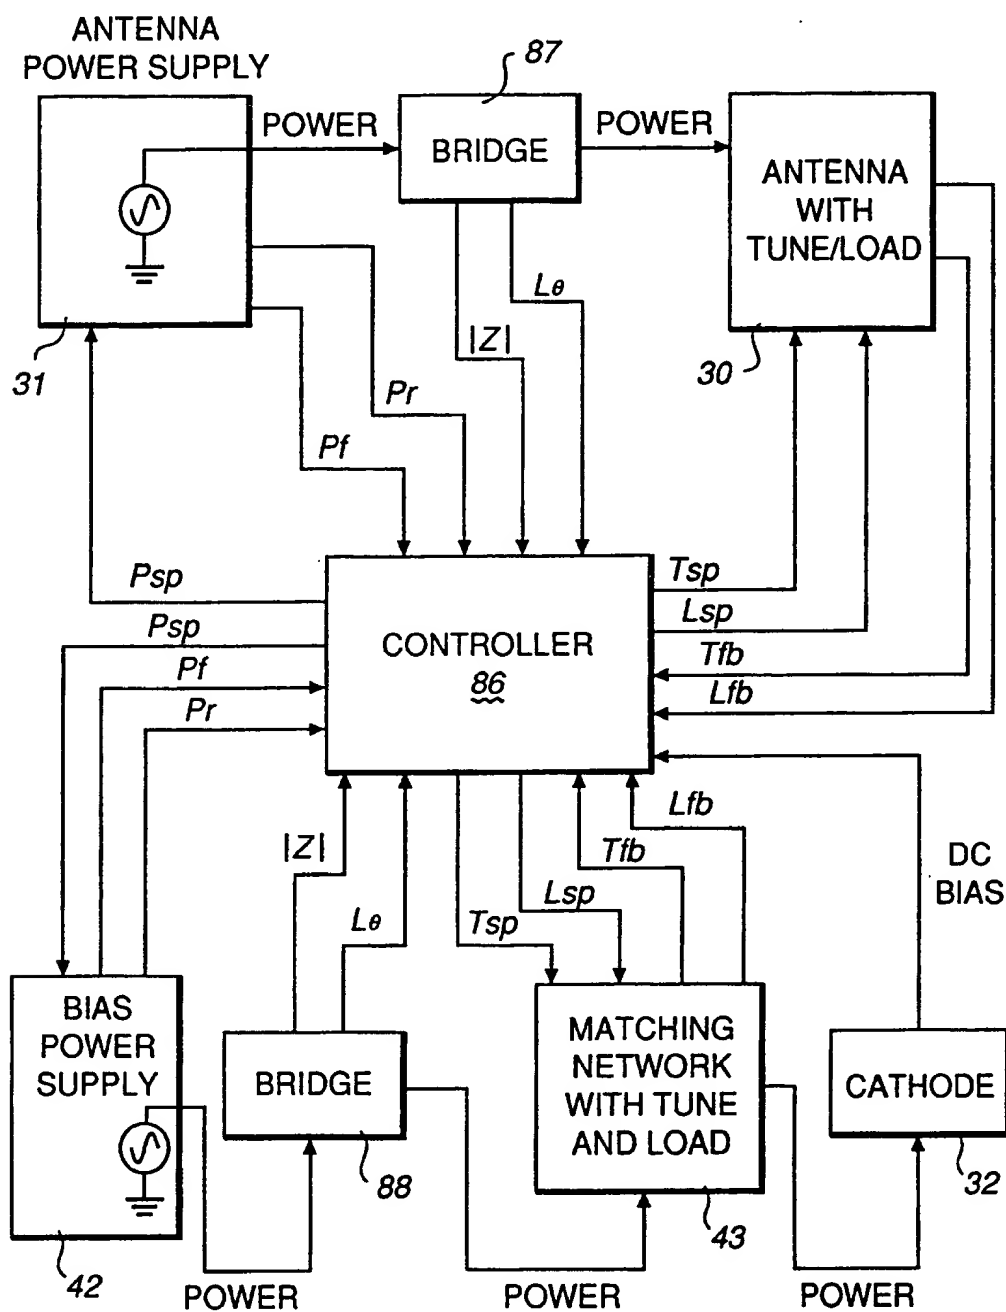 ANTENNA
POWER SUPPLY
87
POWER
BRIDGE
POWER
ANTENNA
WITH
TUNE/LOAD
31
30
Lθ
|Z|
Pr
Pf
Psp
Psp
Pf
Pr
CONTROLLER
86
Tsp
Lsp
Tfb
Lfb
|Z|
Lθ
Tsp
Lsp
Tfb
Lfb
DC
BIAS
BIAS
POWER
SUPPLY
BRIDGE
MATCHING
NETWORK
WITH TUNE
AND LOAD
CATHODE
42
88
43
32
POWER
POWER
POWER